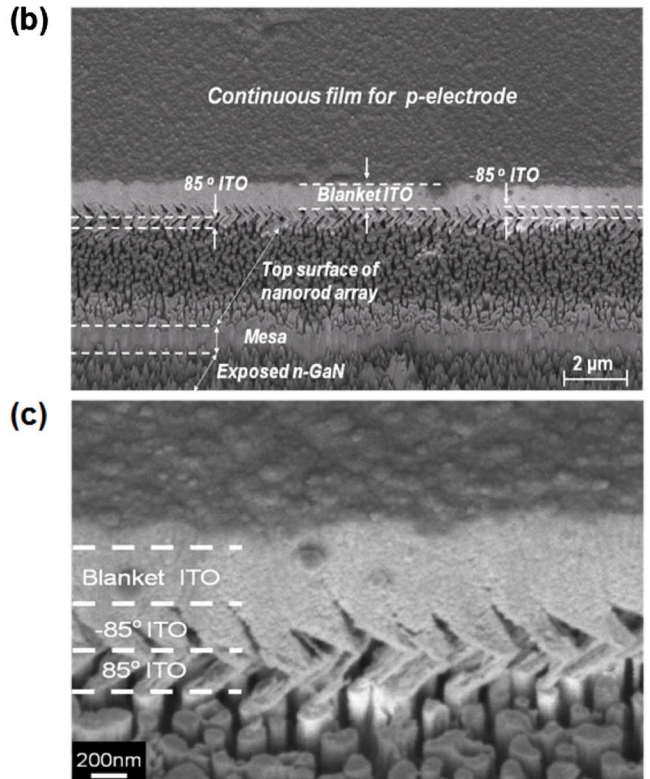 (b)
Continuous film for p-electrode
85 º ITO
Blanket ITO
-85 º ITO
Top surface of
nanorod array
Mesa
Exposed n-GaN
2 µm
(c)
Blanket ITO
-85º ITO
85º ITO
200nm